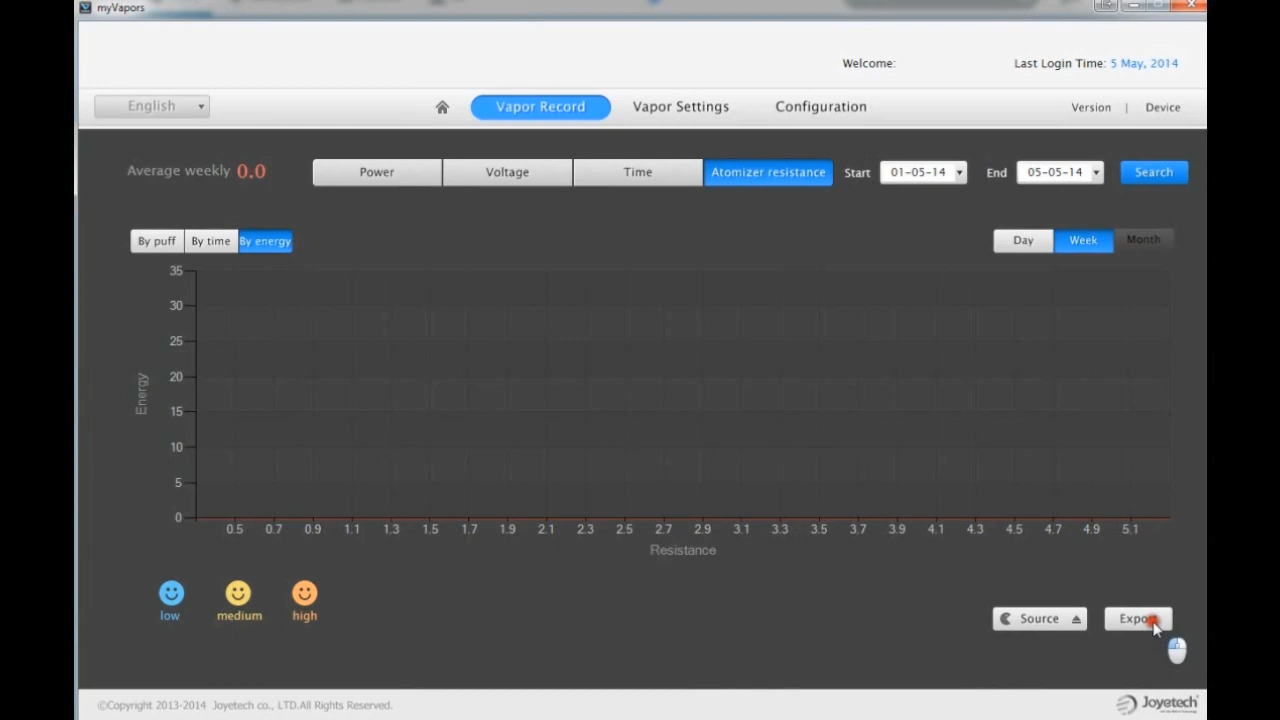 myVapors
Welcome: Last Login Time: 5 May, 2014
English Vapor Record Vapor Settings Configuration Version | Device
Average weekly 0.0 Power Voltage Time Atomizer resistance Start 01-05-14 End 05-05-14 Search
By puff By time By energy Day Week Month
35
30
25
20
15
10
5
0
Energy
0.5 0.7 0.9 1.1 1.3 1.5 1.7 1.9 2.1 2.3 2.5 2.7 2.9 3.1 3.3 3.5 3.7 3.9 4.1 4.3 4.5 4.7 4.9 5.1
Resistance
low medium high
Source Export
©Copyright 2013-2014 Joyetech co., LTD.All Rights Reserved. Joyetech